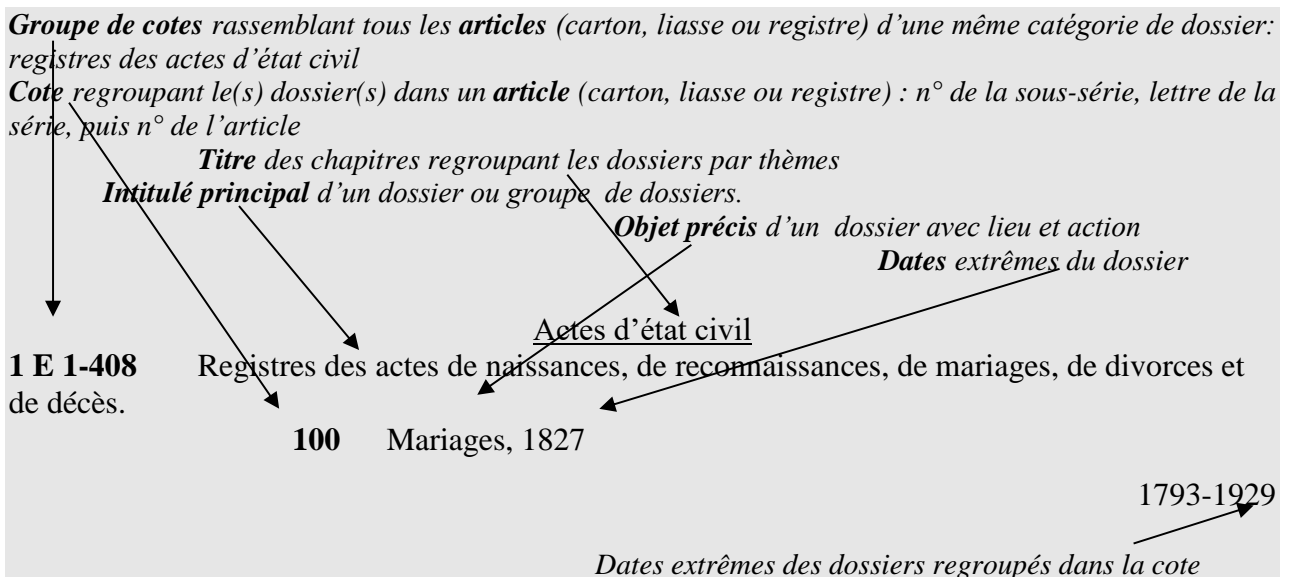 Groupe de cotes rassemblant tous les articles (carton, liasse ou registre) d'une même catégorie de dossier:
registres des actes d'état civil
Cote regroupant le(s) dossier(s) dans un article (carton, liasse ou registre) : n° de la sous-série, lettre de la
série, puis n° de l'article
Titre des chapitres regroupant les dossiers par thèmes
Intitulé principal d'un dossier ou groupe de dossiers.
Objet précis d'un dossier avec lieu et action
Dates extrêmes du dossier
Actes d'état civil
1 E 1-408 Registres des actes de naissances, de reconnaissances, de mariages, de divorces et
de décès.
100 Mariages, 1827
1793-1929
Dates extrêmes des dossiers regroupés dans la cote